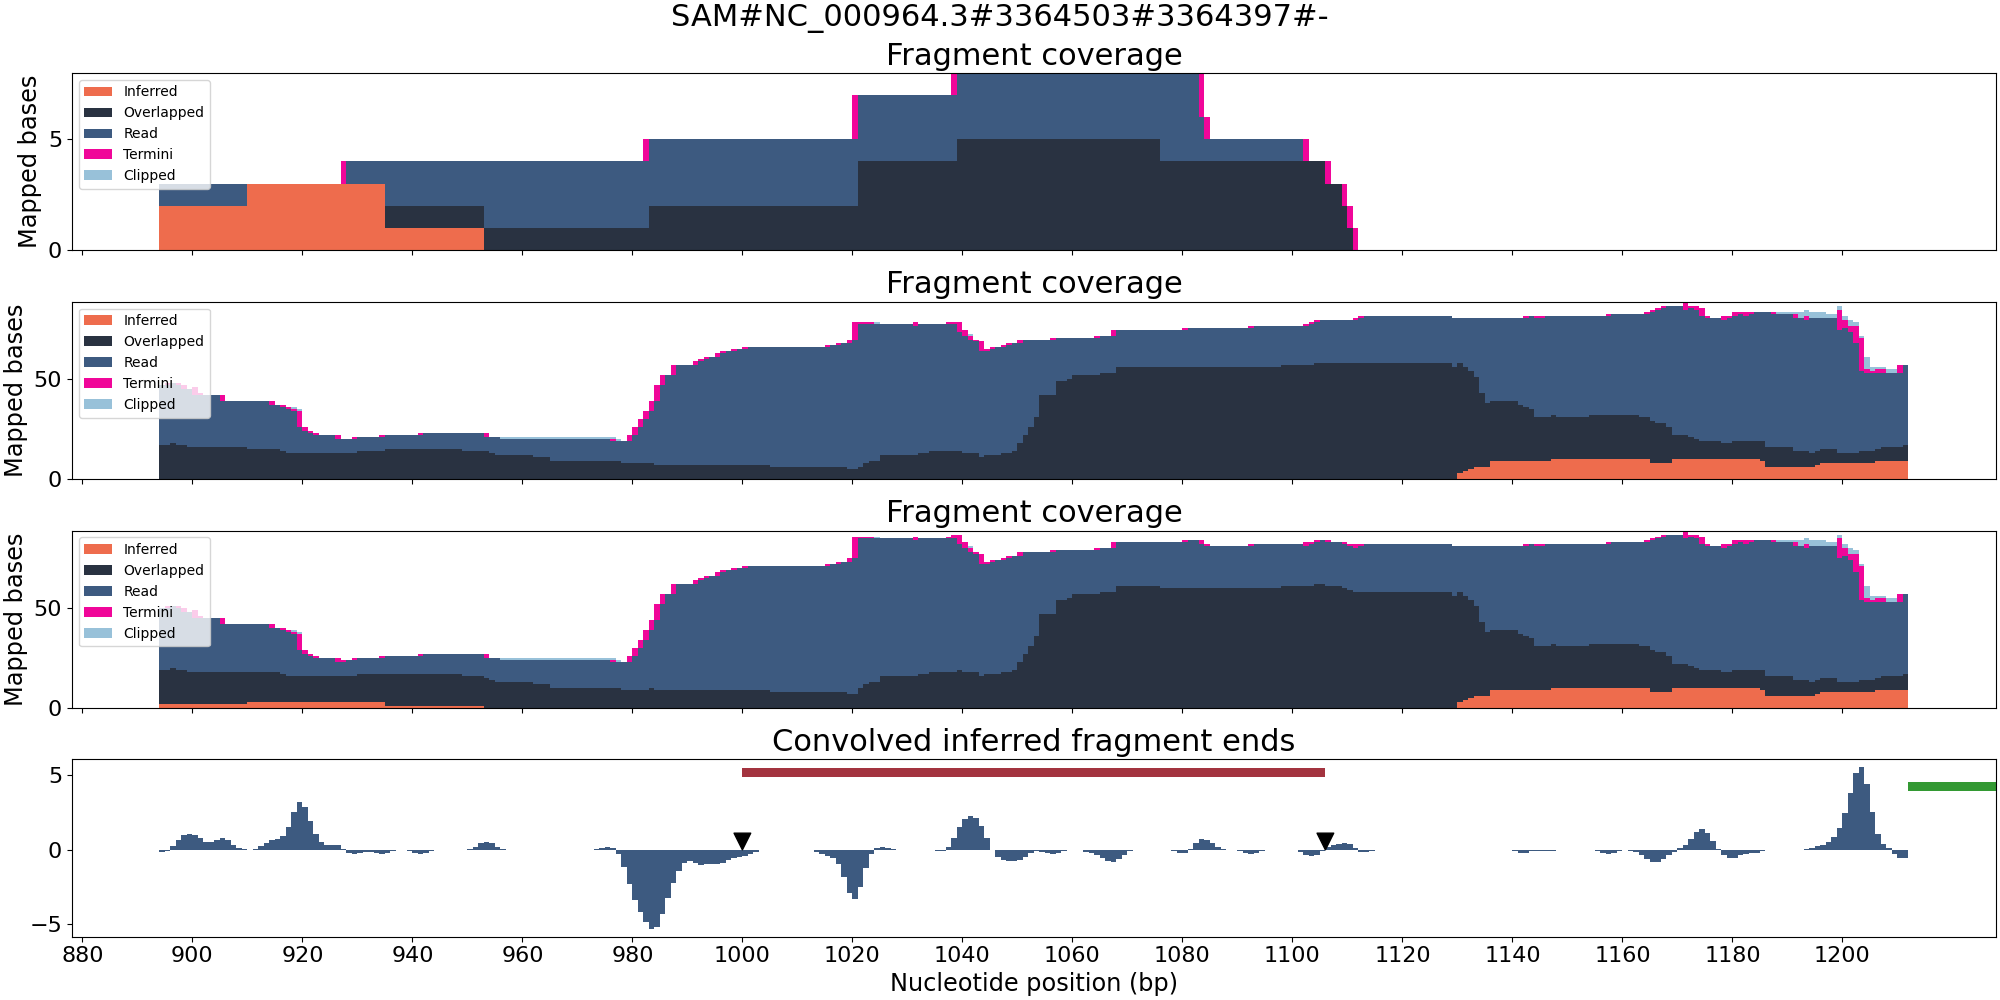 SAM#NC_000964.3#3364503#3364397#-
Fragment coverage
Mapped bases
5
0
Inferred
Overlapped
Read
Termini
Clipped
Fragment coverage
Mapped bases
50
0
Inferred
Overlapped
Read
Termini
Clipped
Fragment coverage
Mapped bases
50
0
Inferred
Overlapped
Read
Termini
Clipped
Convolved inferred fragment ends
5
0
−5
880 900 920 940 960 980 1000 1020 1040 1060 1080 1100 1120 1140 1160 1180 1200
Nucleotide position (bp)